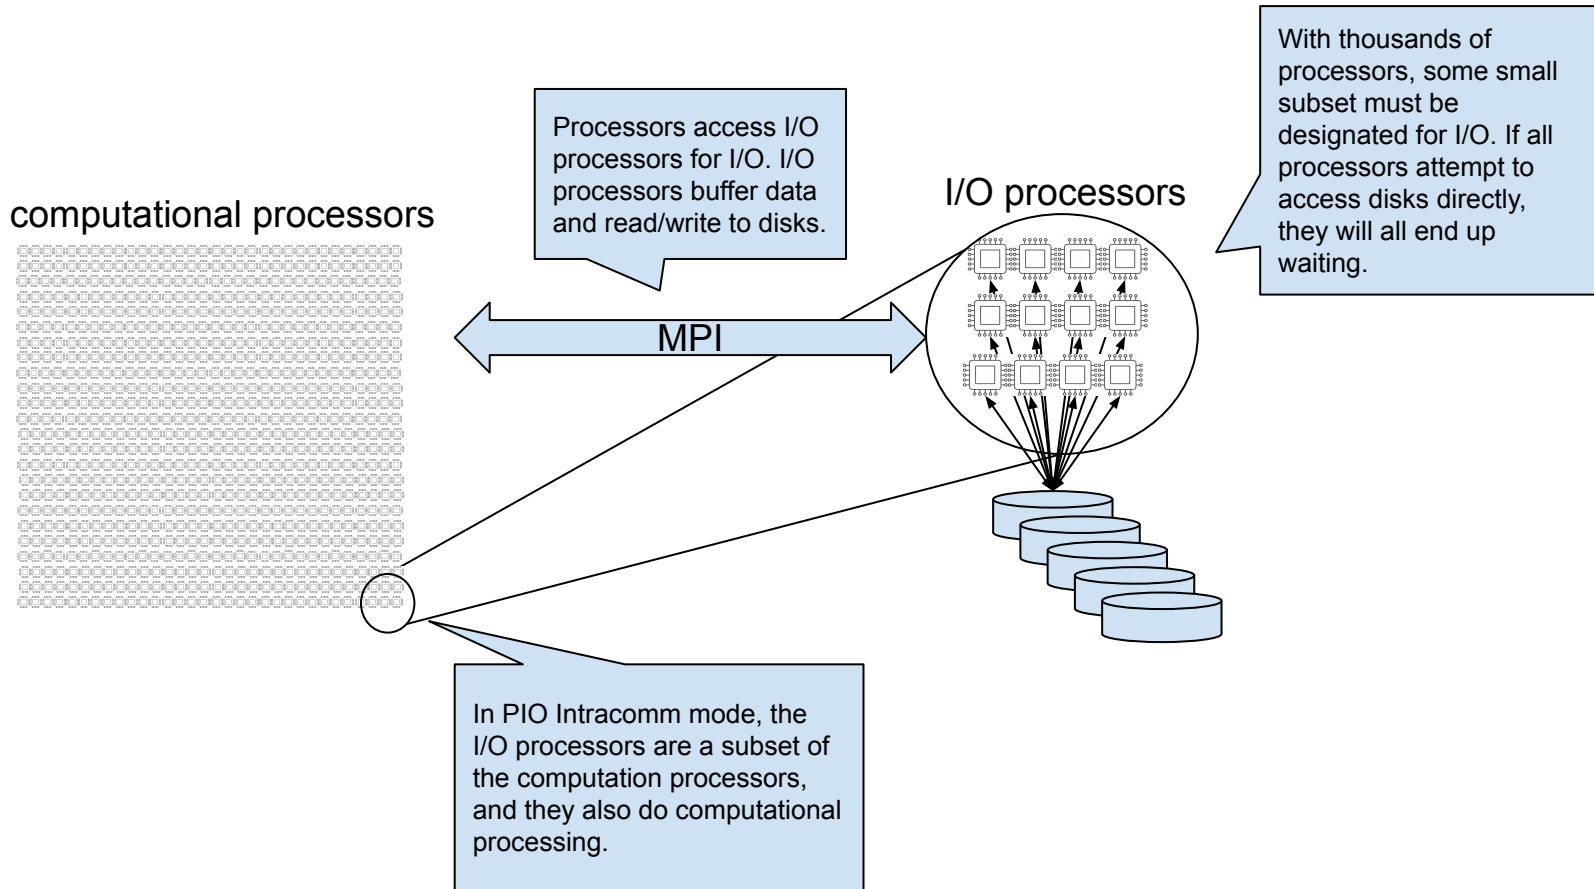 With thousands of
processors, some small
subset must be
designated for I/O. If all
processors attempt to
access disks directly,
they will all end up
waiting.
Processors access I/O
processors for I/O. I/O
processors buffer data
and read/write to disks.
I/O processors
computational processors
MPI
In PIO Intracomm mode, the
I/O processors are a subset of
the computation processors,
and they also do computational
processing.